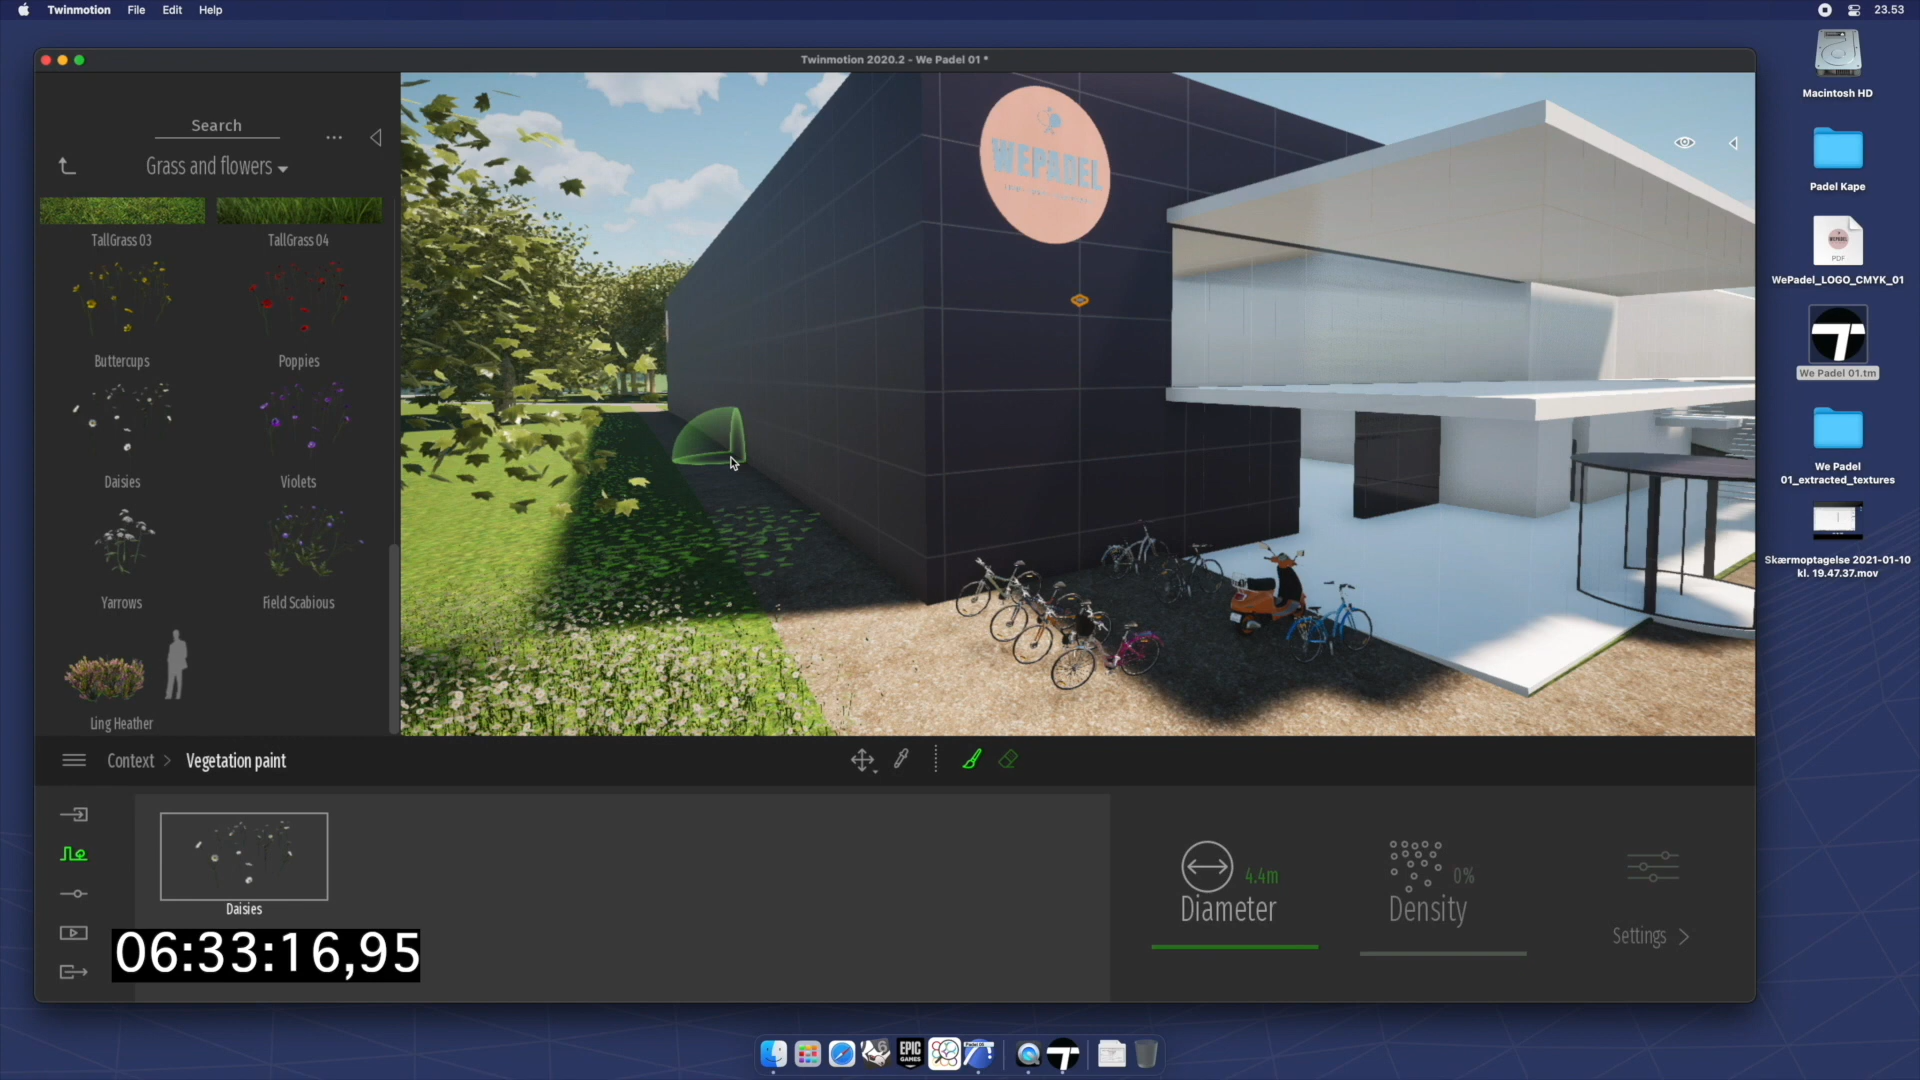 Twinmotion File Edit Help
23.53
Twinmotion 2020.2 - We Padel 01 *
Search
Grass and flowers
TallGrass 03
TallGrass 04
Buttercups
Poppies
Daisies
Violets
Yarrows
Field Scabious
Ling Heather
WEPADEL
Macintosh HD
Padel Kape
WEPADEL
PDF
WePadel_LOGO_CMYK_01
We Padel 01.tm
We Padel
01_extracted_textures
Skærmoptagelse 2021-01-10
kl. 19.47.37.mov
Context > Vegetation paint
Daisies
4.4m
Diameter
0%
Density
Settings >
06:33:16,95
6
EPIC
GAMES